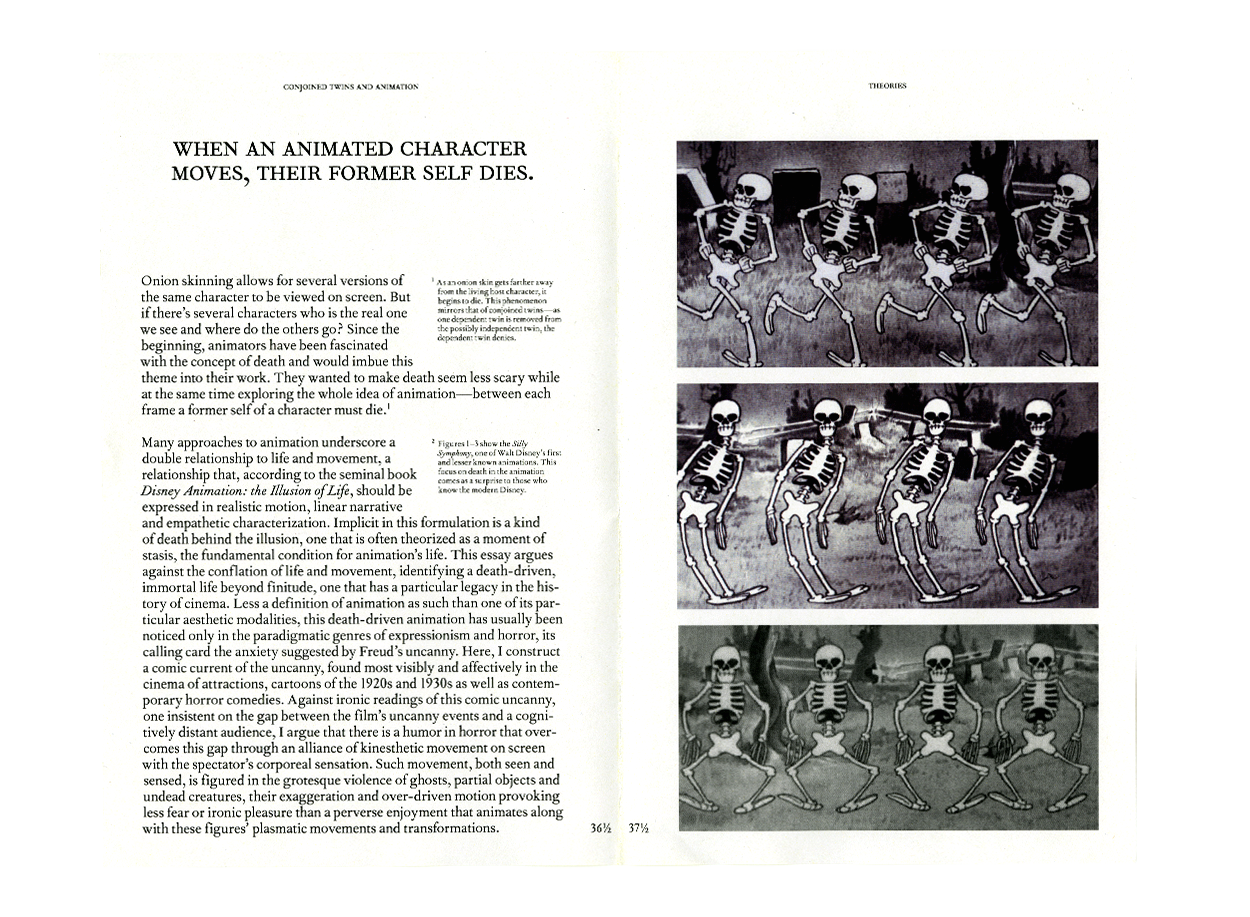 CONJOINED TWINS AND ANIMATION
WHEN AN ANIMATED CHARACTER
MOVES, THEIR FORMER SELF DIES.
Onion skinning allows for several versions of
the same character to be viewed on screen. But
if there's several characters who is the real one
we see and where do the others go? Since the
beginning, animators have been fascinated
with the concept of death and would imbue this
theme into their work. They wanted to make death seem less scary while
at the same time exploring the whole idea of animation—between each
frame a former self of a character must die.¹
¹ As an onion skin gets farther away
from the living host character, it
begins to die. This phenomenon
mirrors that of conjoined twins—as
one dependent twin is removed from
the possibly independent twin, the
dependent twin denies.
Many approaches to animation underscore a
double relationship to life and movement, a
relationship that, according to the seminal book
Disney Animation: the Illusion of Life, should be
expressed in realistic motion, linear narrative
and empathetic characterization. Implicit in this formulation is a kind
of death behind the illusion, one that is often theorized as a moment of
stasis, the fundamental condition for animation's life. This essay argues
against the conflation of life and movement, identifying a death-driven,
immortal life beyond finitude, one that has a particular legacy in the his-
tory of cinema. Less a definition of animation as such than one of its par-
ticular aesthetic modalities, this death-driven animation has usually been
noticed only in the paradigmatic genres of expressionism and horror, its
calling card the anxiety suggested by Freud's uncanny. Here, I construct
a comic current of the uncanny, found most visibly and affectively in the
cinema of attractions, cartoons of the 1920s and 1930s as well as contem-
porary horror comedies. Against ironic readings of this comic uncanny,
one insistent on the gap between the film's uncanny events and a cogni-
tively distant audience, I argue that there is a humor in horror that over-
comes this gap through an alliance of kinesthetic movement on screen
with the spectator's corporeal sensation. Such movement, both seen and
sensed, is figured in the grotesque violence of ghosts, partial objects and
undead creatures, their exaggeration and over-driven motion provoking
less fear or ironic pleasure than a perverse enjoyment that animates along
with these figures' plasmatic movements and transformations.
² Figures 1–3 show the Silly
Symphony, one of Walt Disney's first
and lesser known animations. This
focus on death in the animation
comes as a surprise to those who
know the modern Disney.
36½
THEORIES
37½